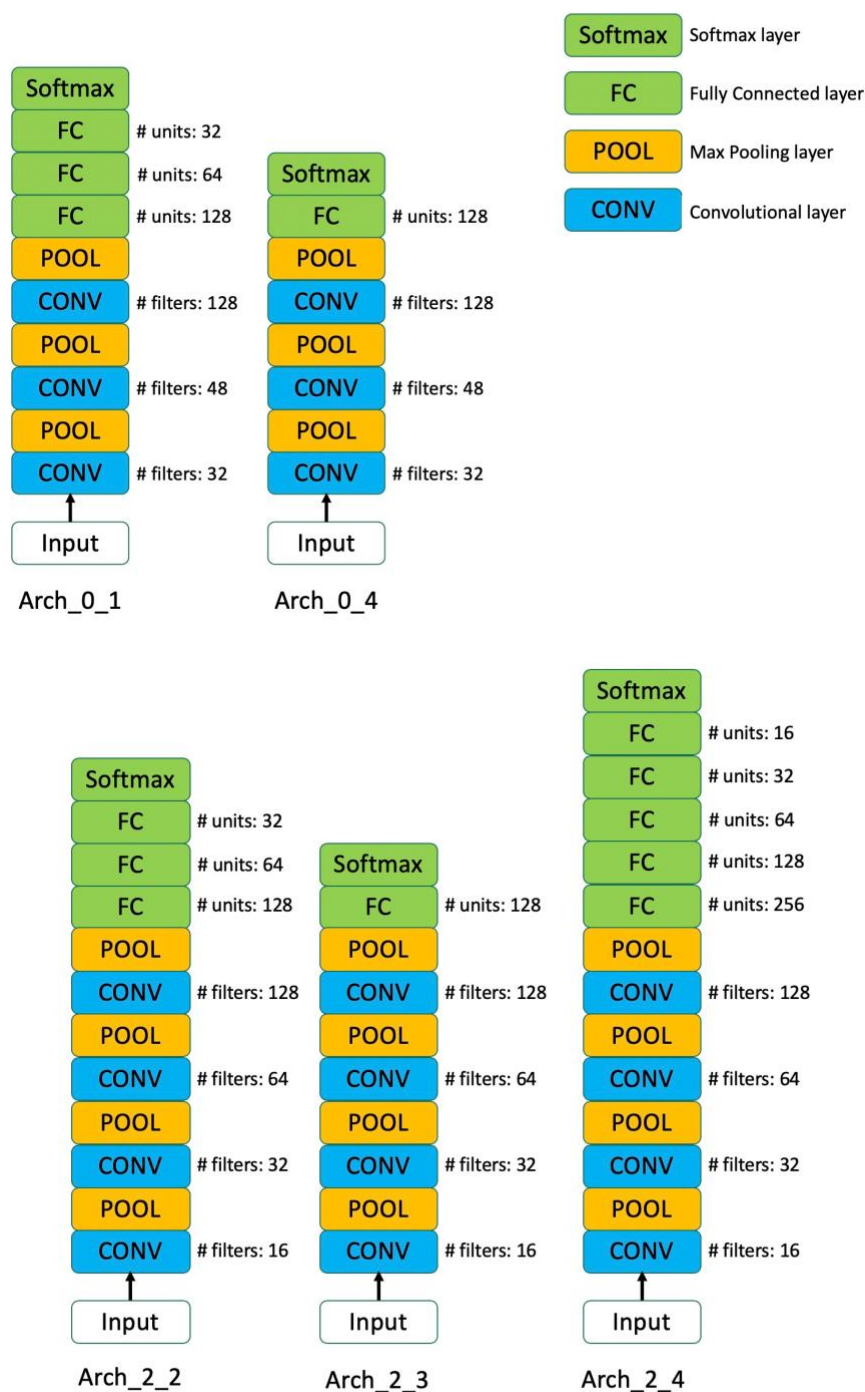 Softmax Softmax layer
FC Fully Connected layer
POOL Max Pooling layer
CONV Convolutional layer
Softmax
FC # units: 32
FC # units: 64
FC # units: 128
POOL
CONV # filters: 128
POOL
CONV # filters: 48
POOL
CONV # filters: 32
Input
Arch_0_1
Softmax
FC # units: 128
POOL
CONV # filters: 128
POOL
CONV # filters: 48
POOL
CONV # filters: 32
Input
Arch_0_4
Softmax
FC # units: 32
FC # units: 64
FC # units: 128
POOL
CONV # filters: 128
POOL
CONV # filters: 64
POOL
CONV # filters: 32
POOL
CONV # filters: 16
Input
Arch_2_2
Softmax
FC # units: 128
POOL
CONV # filters: 128
POOL
CONV # filters: 64
POOL
CONV # filters: 32
POOL
CONV # filters: 16
Input
Arch_2_3
Softmax
FC # units: 16
FC # units: 32
FC # units: 64
FC # units: 128
FC # units: 256
POOL
CONV # filters: 128
POOL
CONV # filters: 64
POOL
CONV # filters: 32
POOL
CONV # filters: 16
Input
Arch_2_4